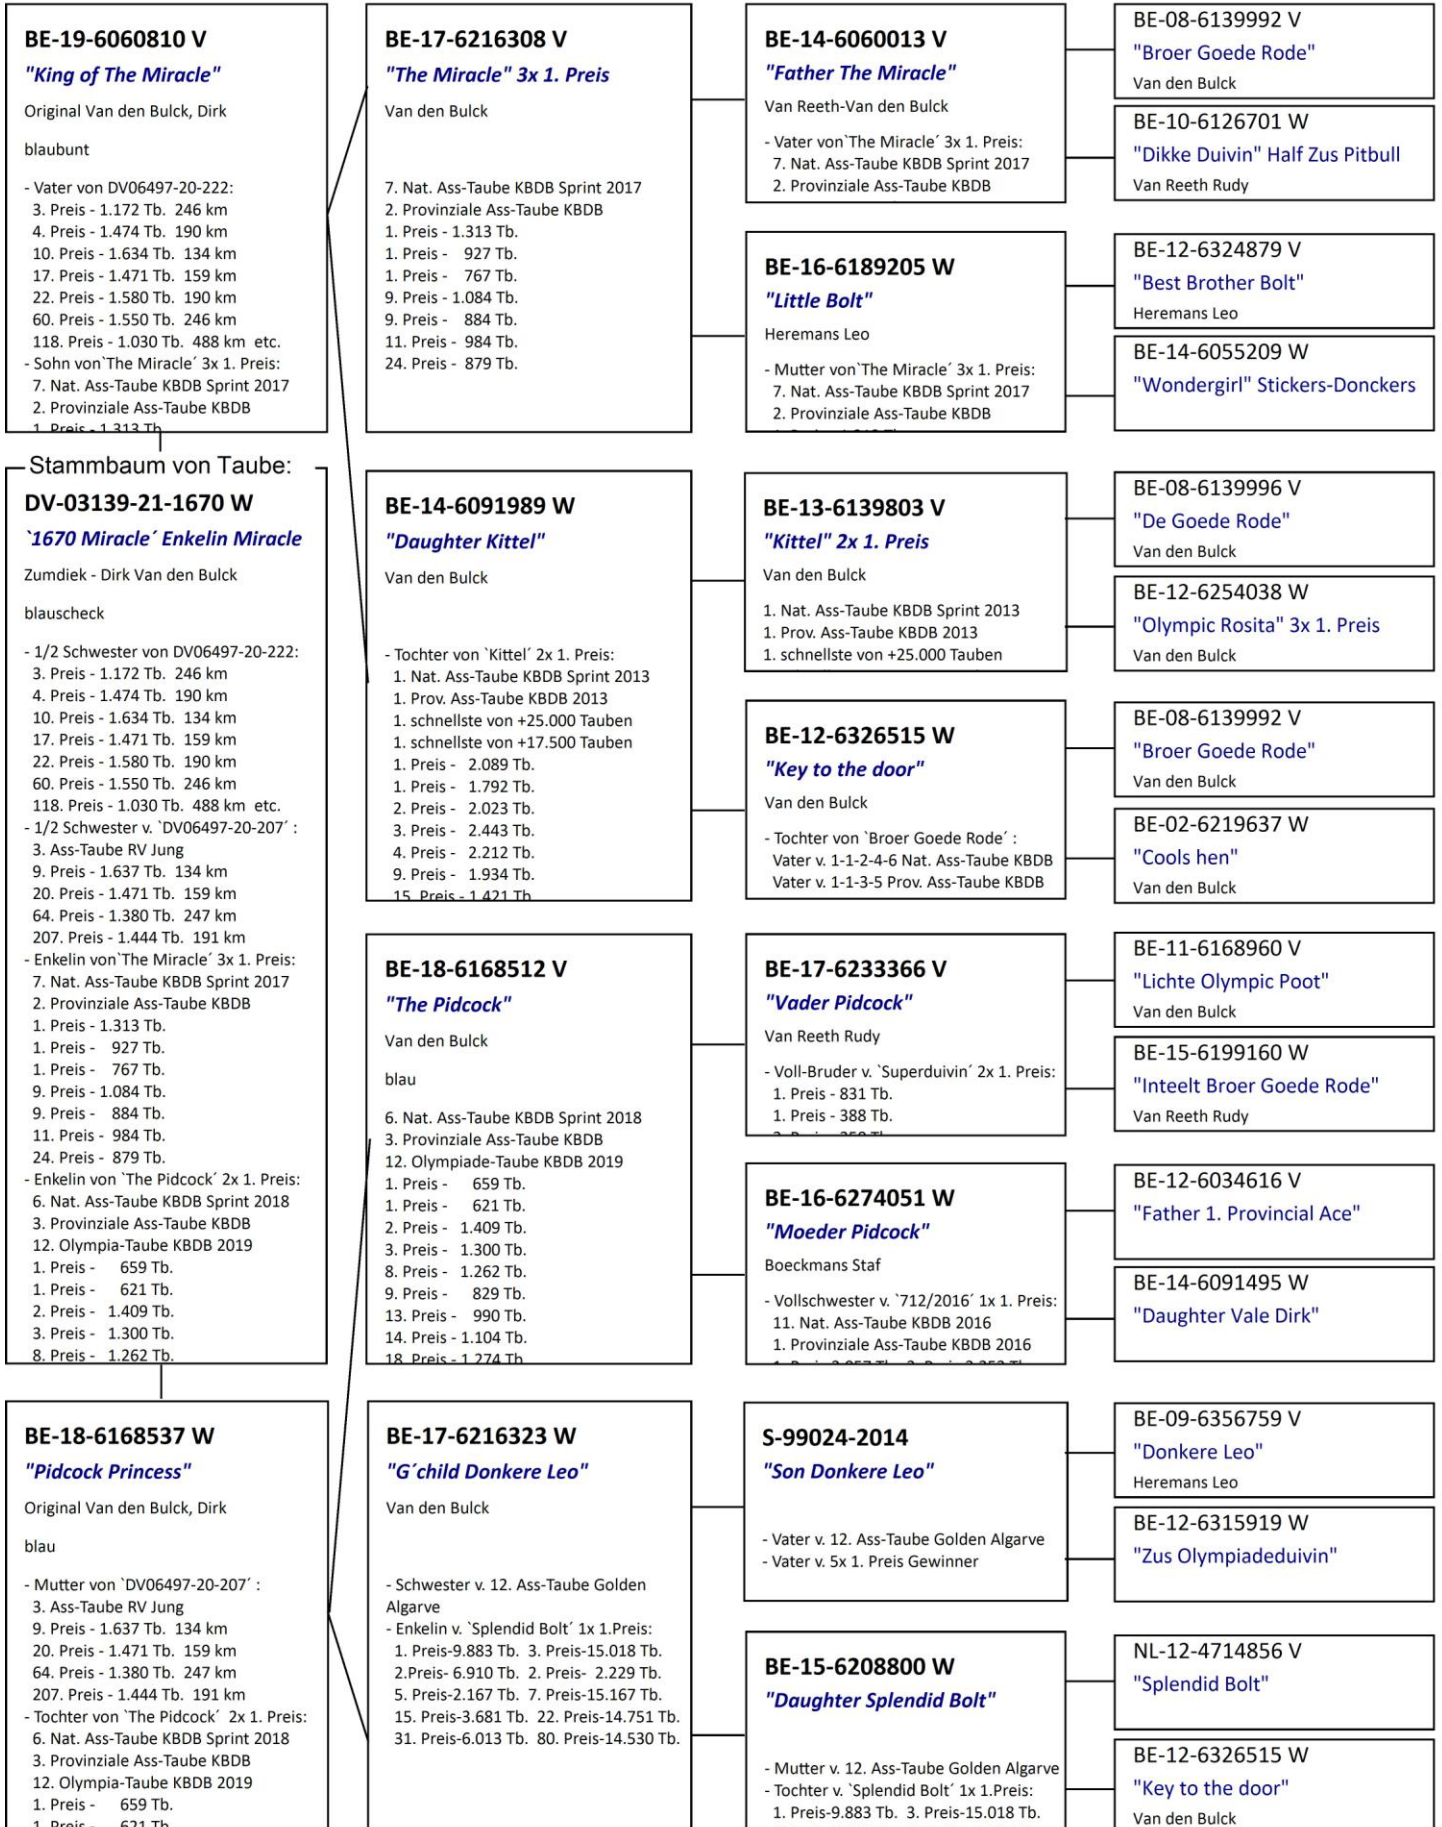 BE-19-6060810 V
"King of The Miracle"
Original Van den Bulck, Dirk
blaubunt
- Vater von DV06497-20-222:
3. Preis - 1.172 Tb. 246 km
4. Preis - 1.474 Tb. 190 km
10. Preis - 1.634 Tb. 134 km
17. Preis - 1.471 Tb. 159 km
22. Preis - 1.580 Tb. 190 km
60. Preis - 1.550 Tb. 246 km
118. Preis - 1.030 Tb. 488 km etc.
- Sohn von`The Miracle´ 3x 1. Preis:
7. Nat. Ass-Taube KBDB Sprint 2017
2. Provinziale Ass-Taube KBDB
1. Preis - 1.313 Tb.
Stammbaum von Taube:
DV-03139-21-1670 W
`1670 Miracle´ Enkelin Miracle
Zumdiek - Dirk Van den Bulck
blauscheck
- 1/2 Schwester von DV06497-20-222:
3. Preis - 1.172 Tb. 246 km
4. Preis - 1.474 Tb. 190 km
10. Preis - 1.634 Tb. 134 km
17. Preis - 1.471 Tb. 159 km
22. Preis - 1.580 Tb. 190 km
60. Preis - 1.550 Tb. 246 km
118. Preis - 1.030 Tb. 488 km etc.
- 1/2 Schwester v. `DV06497-20-207´ :
3. Ass-Taube RV Jung
9. Preis - 1.637 Tb. 134 km
20. Preis - 1.471 Tb. 159 km
64. Preis - 1.380 Tb. 247 km
207. Preis - 1.444 Tb. 191 km
- Enkelin von`The Miracle´ 3x 1. Preis:
7. Nat. Ass-Taube KBDB Sprint 2017
2. Provinziale Ass-Taube KBDB
1. Preis - 1.313 Tb.
1. Preis - 927 Tb.
1. Preis - 767 Tb.
9. Preis - 1.084 Tb.
9. Preis - 884 Tb.
11. Preis - 984 Tb.
24. Preis - 879 Tb.
- Enkelin von `The Pidcock´ 2x 1. Preis:
6. Nat. Ass-Taube KBDB Sprint 2018
3. Provinziale Ass-Taube KBDB
12. Olympia-Taube KBDB 2019
1. Preis - 659 Tb.
1. Preis - 621 Tb.
2. Preis - 1.409 Tb.
3. Preis - 1.300 Tb.
8. Preis - 1.262 Tb.
BE-18-6168537 W
"Pidcock Princess"
Original Van den Bulck, Dirk
blau
- Mutter von `DV06497-20-207´ :
3. Ass-Taube RV Jung
9. Preis - 1.637 Tb. 134 km
20. Preis - 1.471 Tb. 159 km
64. Preis - 1.380 Tb. 247 km
207. Preis - 1.444 Tb. 191 km
- Tochter von `The Pidcock´ 2x 1. Preis:
6. Nat. Ass-Taube KBDB Sprint 2018
3. Provinziale Ass-Taube KBDB
12. Olympia-Taube KBDB 2019
1. Preis - 659 Tb.
1. Preis - 621 Tb.
BE-17-6216308 V
"The Miracle" 3x 1. Preis
Van den Bulck
7. Nat. Ass-Taube KBDB Sprint 2017
2. Provinziale Ass-Taube KBDB
1. Preis - 1.313 Tb.
1. Preis - 927 Tb.
1. Preis - 767 Tb.
9. Preis - 1.084 Tb.
9. Preis - 884 Tb.
11. Preis - 984 Tb.
24. Preis - 879 Tb.
BE-14-6091989 W
"Daughter Kittel"
Van den Bulck
- Tochter von `Kittel´ 2x 1. Preis:
1. Nat. Ass-Taube KBDB Sprint 2013
1. Prov. Ass-Taube KBDB 2013
1. schnellste von +25.000 Tauben
1. schnellste von +17.500 Tauben
1. Preis - 2.089 Tb.
1. Preis - 1.792 Tb.
2. Preis - 2.023 Tb.
3. Preis - 2.443 Tb.
4. Preis - 2.212 Tb.
9. Preis - 1.934 Tb.
15. Preis - 1.421 Tb.
BE-18-6168512 V
"The Pidcock"
Van den Bulck
blau
6. Nat. Ass-Taube KBDB Sprint 2018
3. Provinziale Ass-Taube KBDB
12. Olympiade-Taube KBDB 2019
1. Preis - 659 Tb.
1. Preis - 621 Tb.
2. Preis - 1.409 Tb.
3. Preis - 1.300 Tb.
8. Preis - 1.262 Tb.
9. Preis - 829 Tb.
13. Preis - 990 Tb.
14. Preis - 1.104 Tb.
18. Preis - 1.274 Tb.
BE-17-6216323 W
"G´child Donkere Leo"
Van den Bulck
- Schwester v. 12. Ass-Taube Golden
Algarve
- Enkelin v. `Splendid Bolt´ 1x 1.Preis:
1. Preis-9.883 Tb. 3. Preis-15.018 Tb.
2.Preis- 6.910 Tb. 2. Preis- 2.229 Tb.
5. Preis-2.167 Tb. 7. Preis-15.167 Tb.
15. Preis-3.681 Tb. 22. Preis-14.751 Tb.
31. Preis-6.013 Tb. 80. Preis-14.530 Tb.
BE-14-6060013 V
"Father The Miracle"
Van Reeth-Van den Bulck
- Vater von`The Miracle´ 3x 1. Preis:
7. Nat. Ass-Taube KBDB Sprint 2017
2. Provinziale Ass-Taube KBDB
BE-16-6189205 W
"Little Bolt"
Heremans Leo
- Mutter von`The Miracle´ 3x 1. Preis:
7. Nat. Ass-Taube KBDB Sprint 2017
2. Provinziale Ass-Taube KBDB
BE-13-6139803 V
"Kittel" 2x 1. Preis
Van den Bulck
1. Nat. Ass-Taube KBDB Sprint 2013
1. Prov. Ass-Taube KBDB 2013
1. schnellste von +25.000 Tauben
BE-12-6326515 W
"Key to the door"
Van den Bulck
- Tochter von `Broer Goede Rode´ :
Vater v. 1-1-2-4-6 Nat. Ass-Taube KBDB
Vater v. 1-1-3-5 Prov. Ass-Taube KBDB
BE-17-6233366 V
"Vader Pidcock"
Van Reeth Rudy
- Voll-Bruder v. `Superduivin´ 2x 1. Preis:
1. Preis - 831 Tb.
1. Preis - 388 Tb.
BE-16-6274051 W
"Moeder Pidcock"
Boeckmans Staf
- Vollschwester v. `712/2016´ 1x 1. Preis:
11. Nat. Ass-Taube KBDB 2016
1. Provinziale Ass-Taube KBDB 2016
S-99024-2014
"Son Donkere Leo"
- Vater v. 12. Ass-Taube Golden Algarve
- Vater v. 5x 1. Preis Gewinner
BE-15-6208800 W
"Daughter Splendid Bolt"
- Mutter v. 12. Ass-Taube Golden Algarve
- Tochter v. `Splendid Bolt´ 1x 1.Preis:
1. Preis-9.883 Tb. 3. Preis-15.018 Tb.
BE-08-6139992 V
"Broer Goede Rode"
Van den Bulck
BE-10-6126701 W
"Dikke Duivin" Half Zus Pitbull
Van Reeth Rudy
BE-12-6324879 V
"Best Brother Bolt"
Heremans Leo
BE-14-6055209 W
"Wondergirl" Stickers-Donckers
BE-08-6139996 V
"De Goede Rode"
Van den Bulck
BE-12-6254038 W
"Olympic Rosita" 3x 1. Preis
Van den Bulck
BE-08-6139992 V
"Broer Goede Rode"
Van den Bulck
BE-02-6219637 W
"Cools hen"
Van den Bulck
BE-11-6168960 V
"Lichte Olympic Poot"
Van den Bulck
BE-15-6199160 W
"Inteelt Broer Goede Rode"
Van Reeth Rudy
BE-12-6034616 V
"Father 1. Provincial Ace"
BE-14-6091495 W
"Daughter Vale Dirk"
BE-09-6356759 V
"Donkere Leo"
Heremans Leo
BE-12-6315919 W
"Zus Olympiadeduivin"
NL-12-4714856 V
"Splendid Bolt"
BE-12-6326515 W
"Key to the door"
Van den Bulck